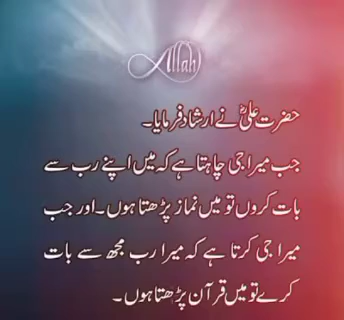 Allah
حضرت علیؓ نے ارشاد فرمایا۔
جب میرا جی چاہتا ہے کہ میں اپنے رب سے
بات کروں تو میں نماز پڑھتا ہوں۔ اور جب
میرا جی کرتا ہے کہ میرا رب مجھ سے بات
کرے تو میں قرآن پڑھتا ہوں۔